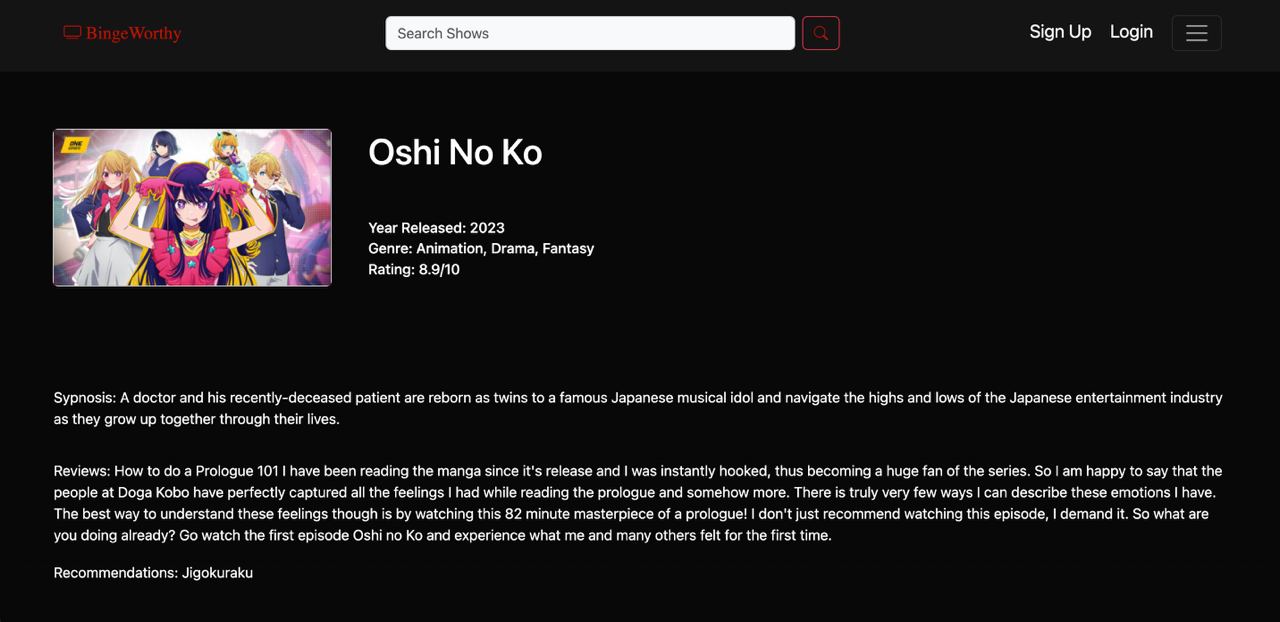 BingeWorthy
Search Shows
Sign Up
Login
ONE
Oshi No Ko
Year Released: 2023
Genre: Animation, Drama, Fantasy
Rating: 8.9/10
Sypnosis: A doctor and his recently-deceased patient are reborn as twins to a famous Japanese musical idol and navigate the highs and lows of the Japanese entertainment industry
as they grow up together through their lives.
Reviews: How to do a Prologue 101 I have been reading the manga since it's release and I was instantly hooked, thus becoming a huge fan of the series. So I am happy to say that the
people at Doga Kobo have perfectly captured all the feelings I had while reading the prologue and somehow more. There is truly very few ways I can describe these emotions I have.
The best way to understand these feelings though is by watching this 82 minute masterpiece of a prologue! I don't just recommend watching this episode, I demand it. So what are
you doing already? Go watch the first episode Oshi no Ko and experience what me and many others felt for the first time.
Recommendations: Jigokuraku